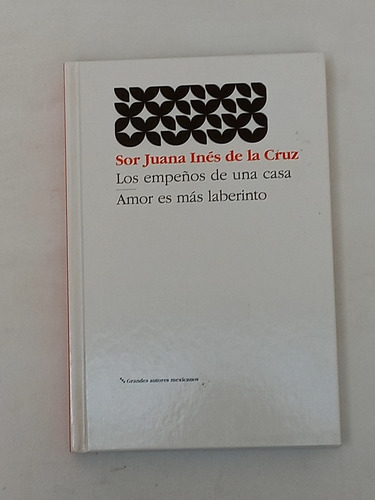 Sor Juana Inés de la Cruz
Los empeños de una casa
Amor es más laberinto
Grandes autores mexicanos